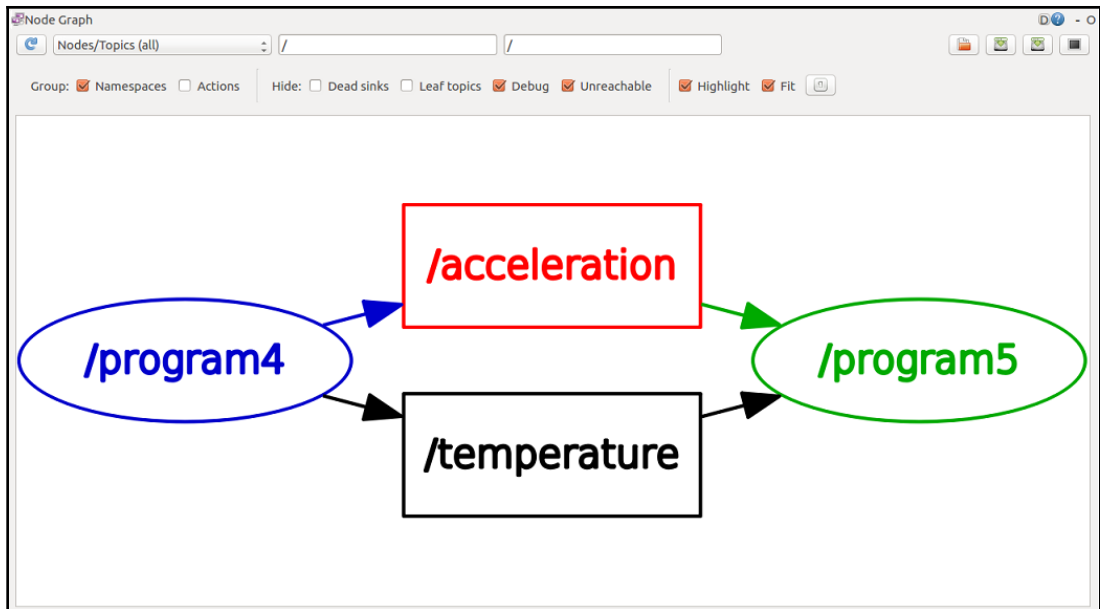 Node Graph
D ? - O
Nodes/Topics (all) / /
Group: Namespaces Actions Hide: Dead sinks Leaf topics Debug Unreachable Highlight Fit
/acceleration
/program4 /program5
/temperature